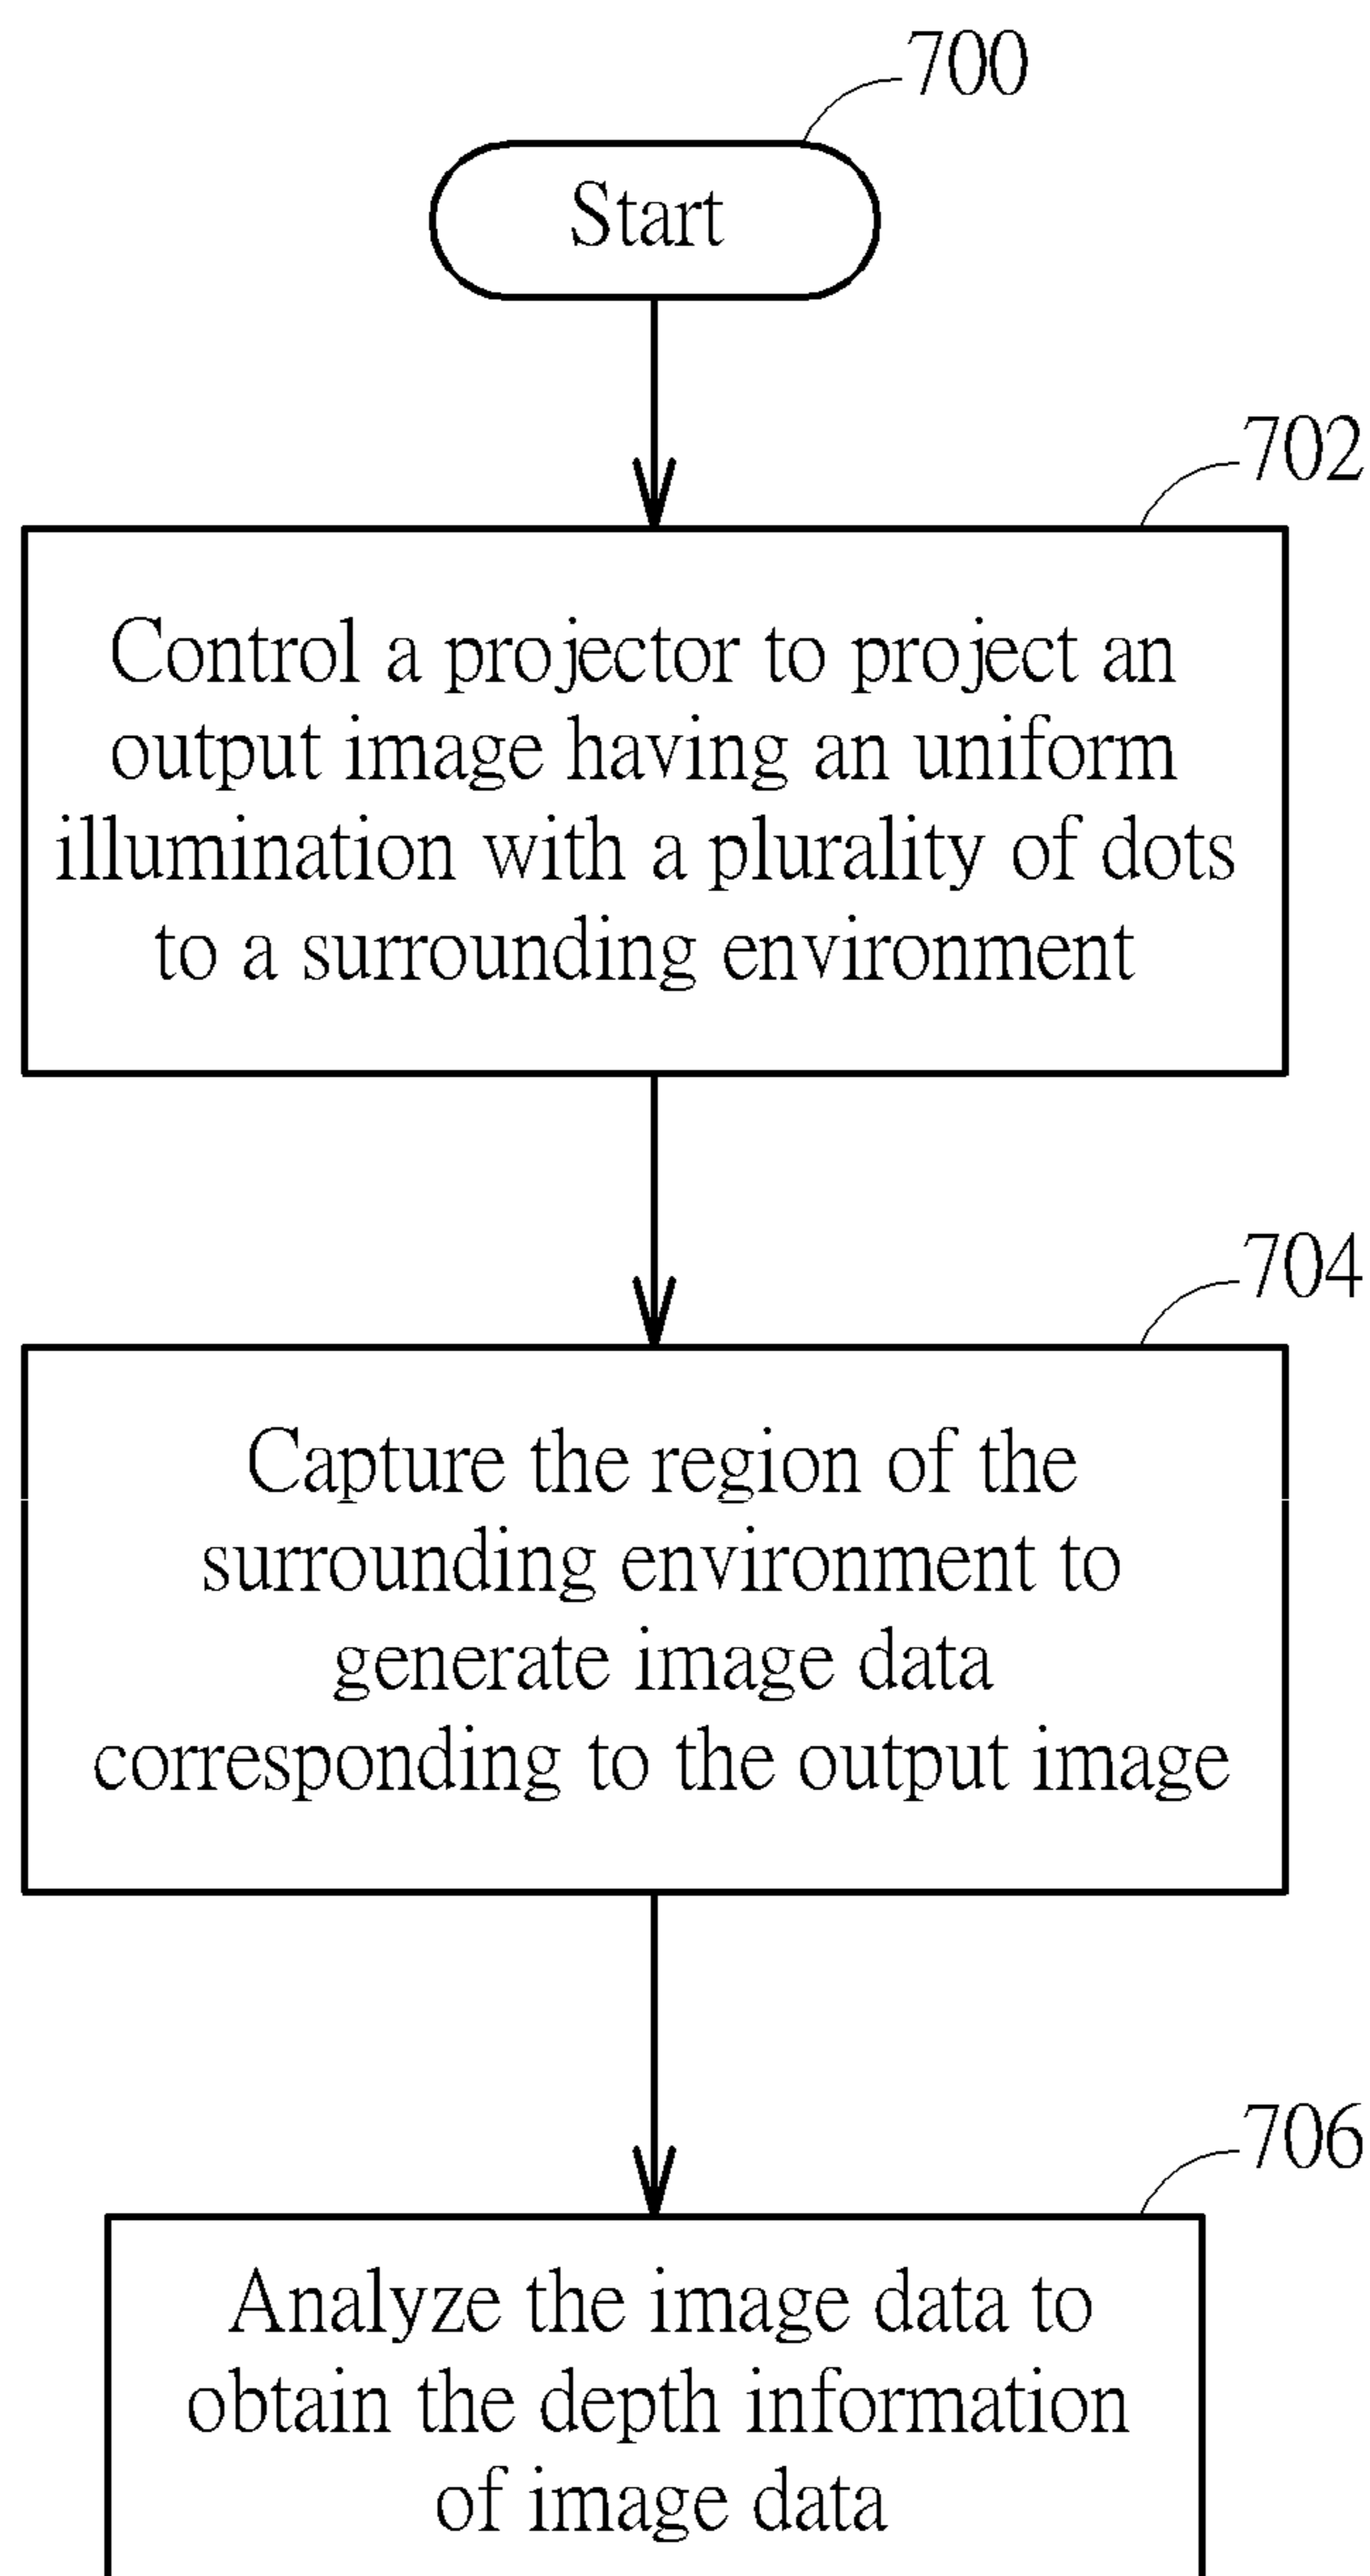 700
Start
702
Control a projector to project an
output image having an uniform
illumination with a plurality of dots
to a surrounding environment
704
Capture the region of the
surrounding environment to
generate image data
corresponding to the output image
706
Analyze the image data to
obtain the depth information
of image data